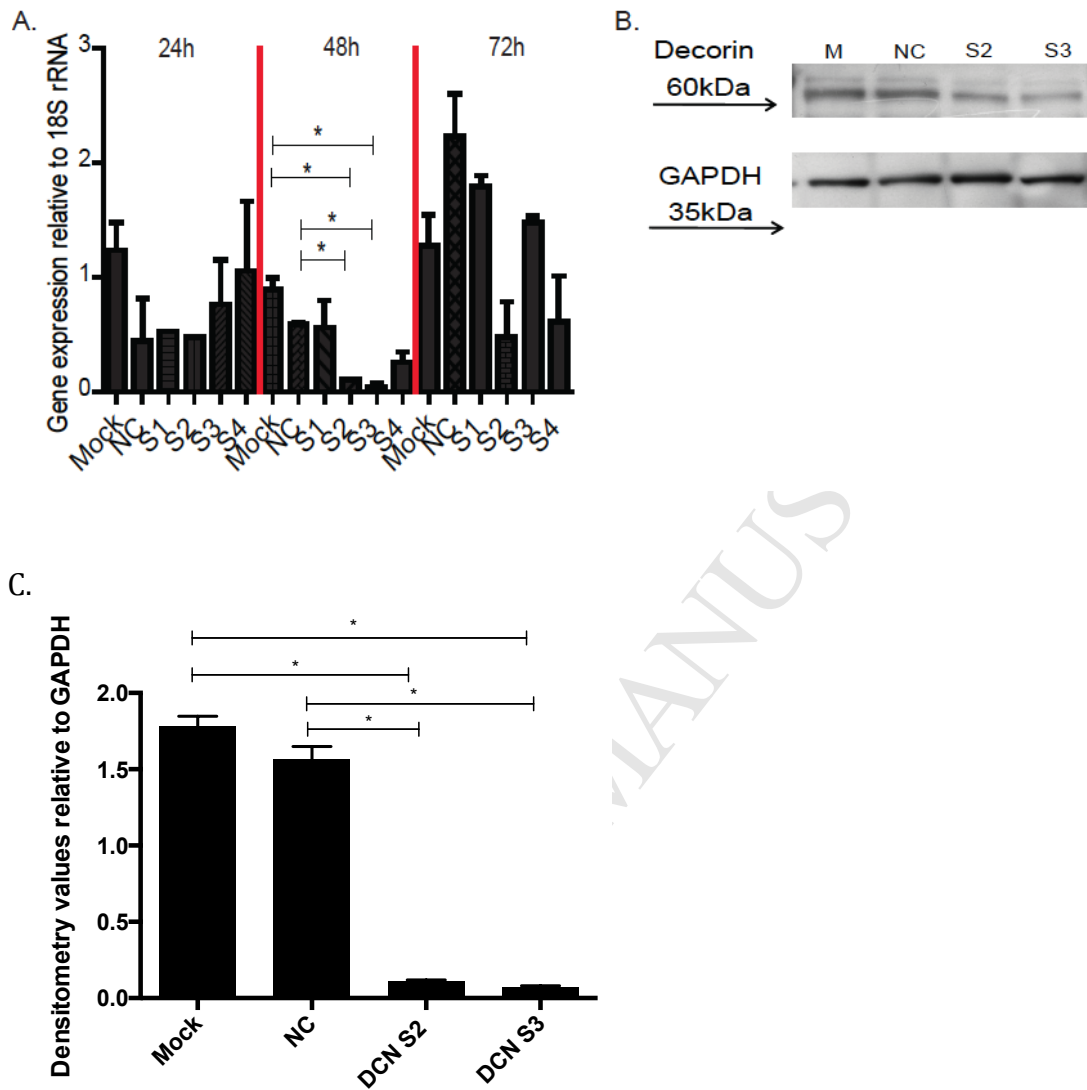 A.
24h 48h 72h
Gene expression relative to 18S rRNA
3
2
1
0
* * * *
Mock NC S1 S2 S3 S4 Mock NC S1 S2 S3 S4 Mock NC S1 S2 S3 S4
B.
Decorin M NC S2 S3
60kDa
GAPDH
35kDa
MANUS
C.
Densitometry values relative to GAPDH
*
*
*
*
2.0
1.5
1.0
0.5
0.0
Mock NC DCN S2 DCN S3